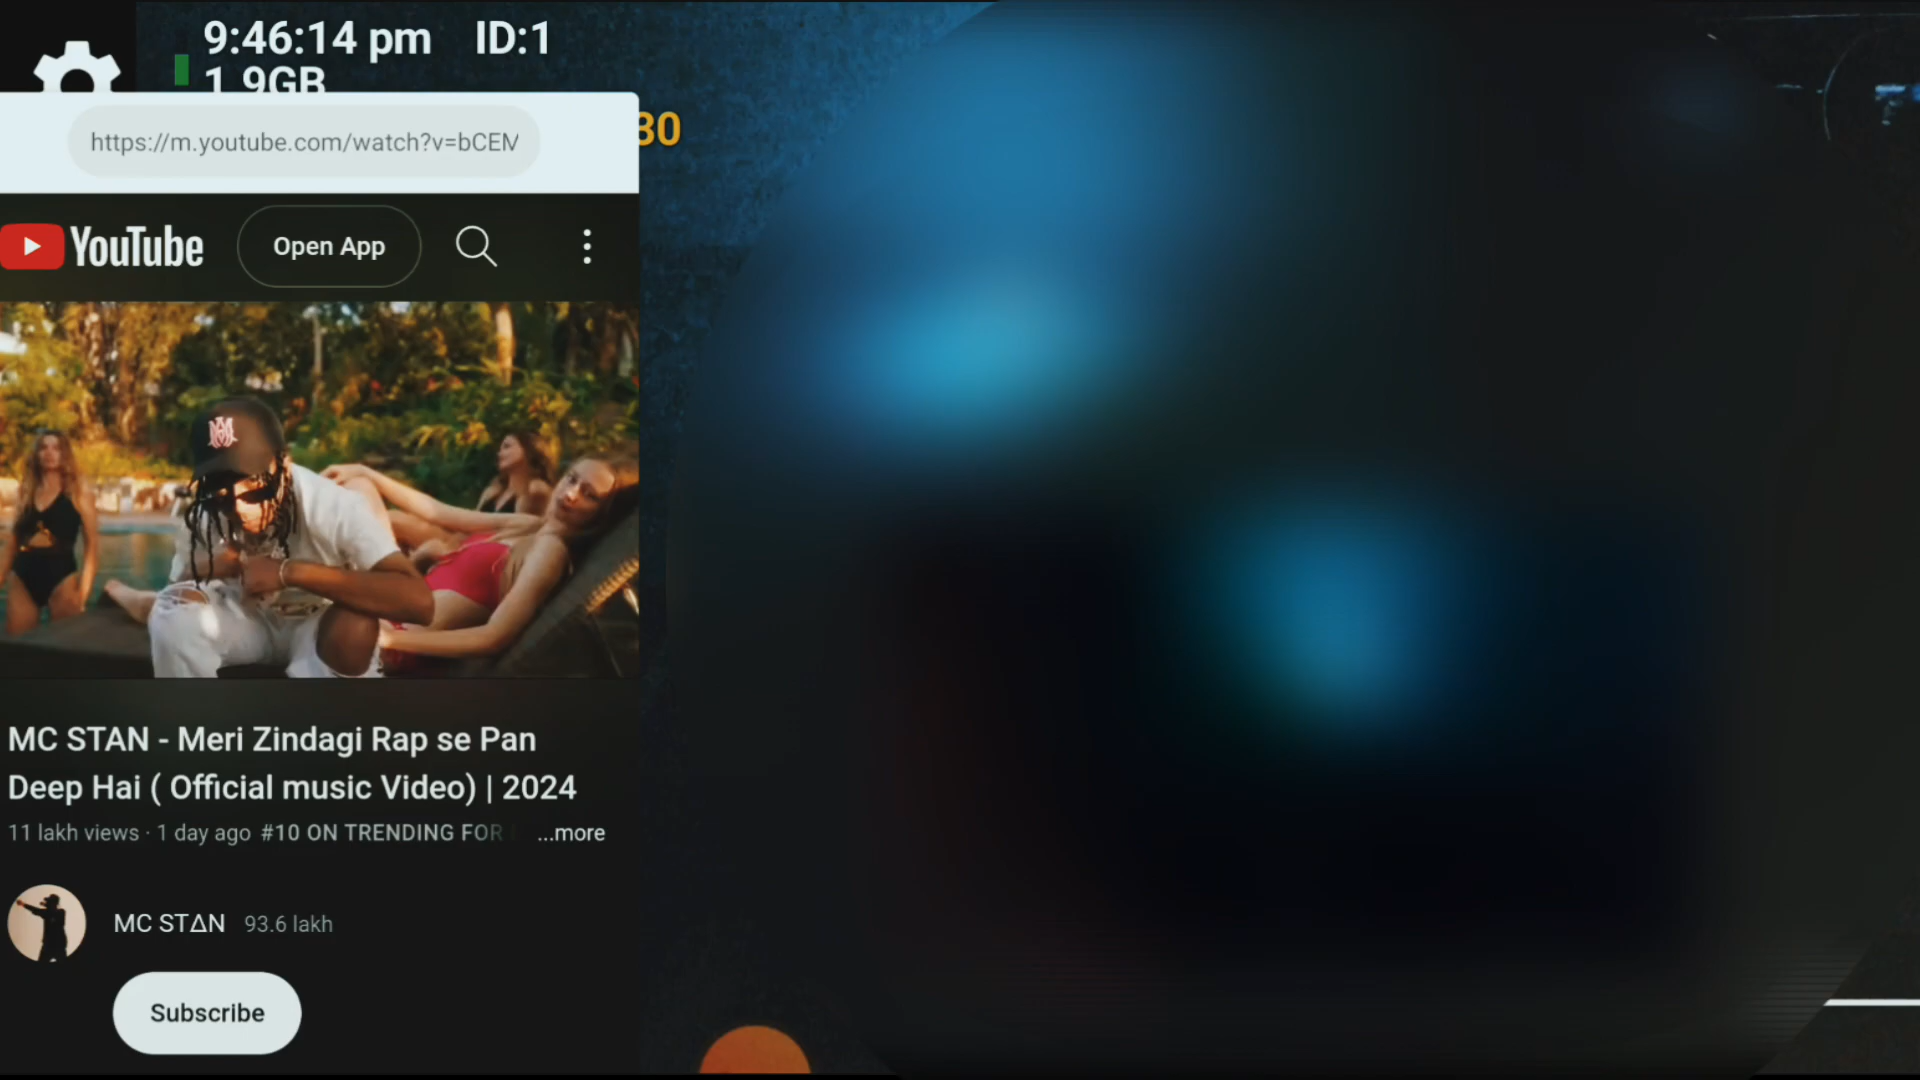 9:46:14 pm ID:1
1.9GB
30
https://m.youtube.com/watch?v=bCEM
YouTube
Open App
MC STAN - Meri Zindagi Rap se Pan
Deep Hai ( Official music Video) | 2024
11 lakh views · 1 day ago #10 ON TRENDING FOR ...more
MC STΔN 93.6 lakh
Subscribe